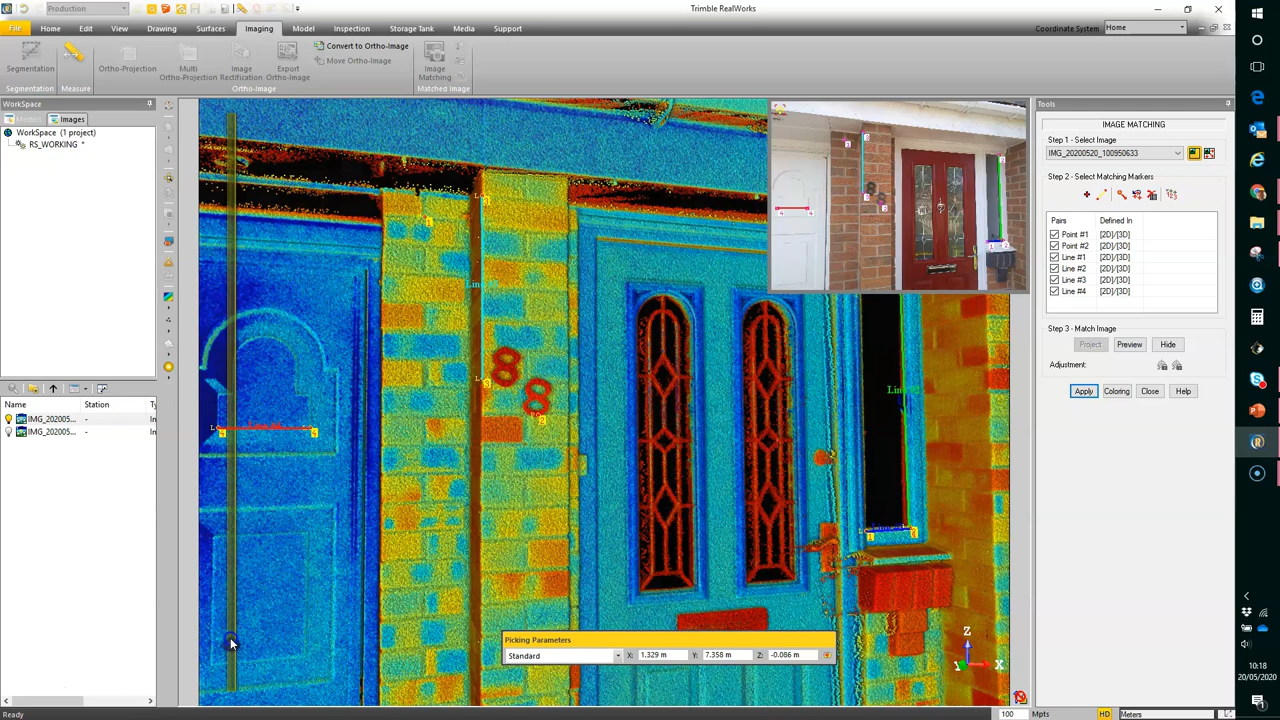 Production
Trimble RealWorks
File Home Edit View Drawing Surfaces Imaging Model Inspection Storage Tank Media Support
Coordinate System Home
Segmentation
Measure
Ortho-Projection
Multi Ortho-Projection
Image Rectification
Export Ortho-Image
Convert to Ortho-Image
Move Ortho-Image
Image Matching
Segmentation Measure Ortho-Image Matched Image
WorkSpace
Models Images
WorkSpace (1 project)
RS_WORKING *
Name Station Ty
IMG_202005... - In
IMG_202005... - In
88
Tools
IMAGE MATCHING
Step 1 - Select Image
IMG_20200520_100950633
Step 2 - Select Matching Markers
Pairs Defined In
Point #1 [2D]/[3D]
Point #2 [2D]/[3D]
Line #1 [2D]/[3D]
Line #2 [2D]/[3D]
Line #3 [2D]/[3D]
Line #4 [2D]/[3D]
Step 3 - Match Image
Project Preview Hide
Adjustment:
Apply Coloring Close Help
Picking Parameters
Standard X: 1.329 m Y: 7.358 m Z: -0.086 m
Z
Y X
10:18
20/05/2020
Ready
100 Mpts HD Meters